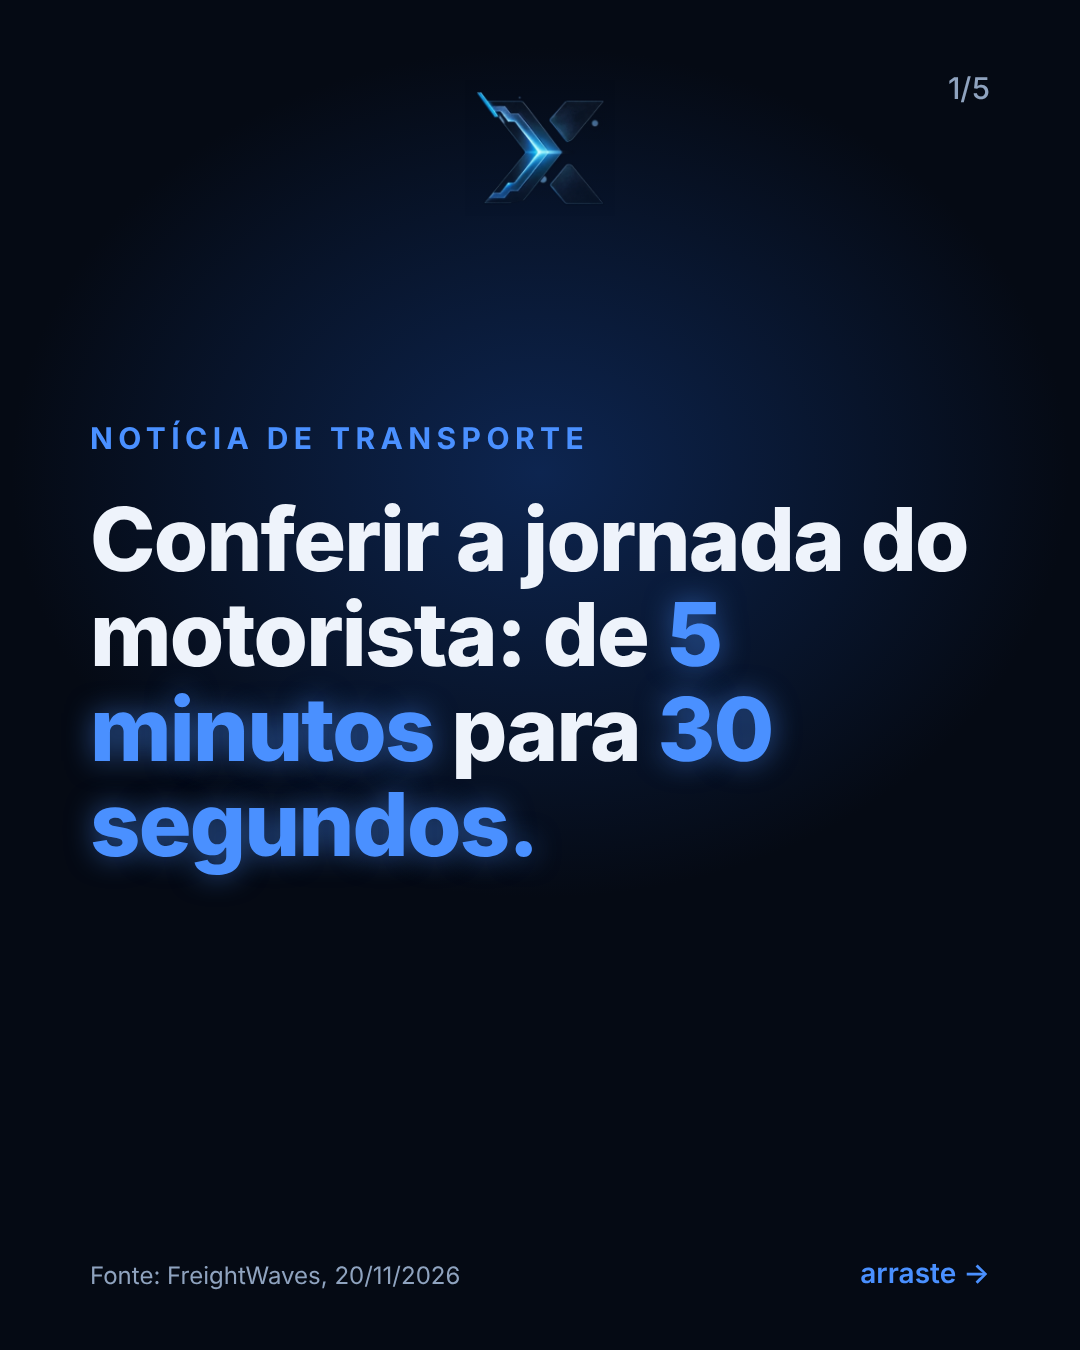 1/5
NOTÍCIA DE TRANSPORTE
Conferir a jornada do
motorista: de 5
minutos para 30
segundos.
Fonte: FreightWaves, 20/11/2026
arraste →